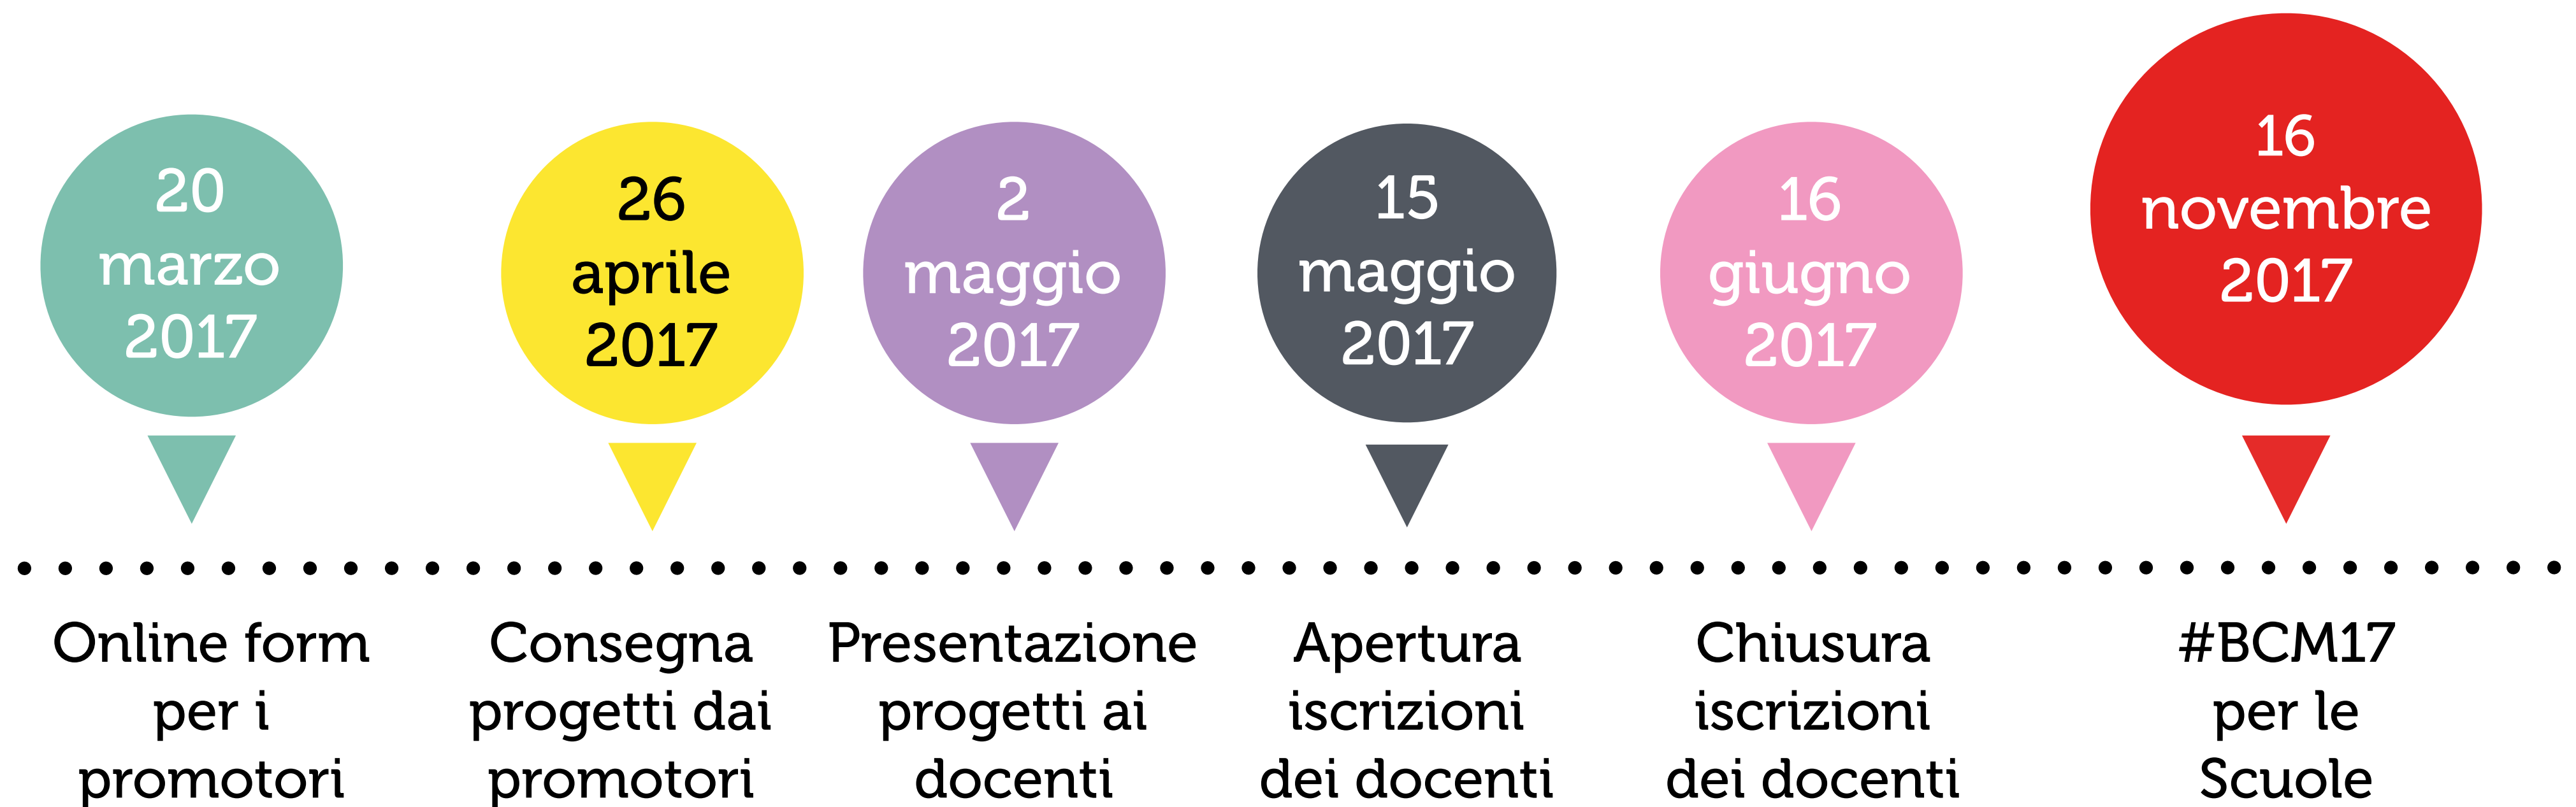 20
marzo
2017
26
aprile
2017
2
maggio
2017
15
maggio
2017
16
giugno
2017
16
novembre
2017
Online form
per i
promotori
Consegna
progetti dai
promotori
Presentazione
progetti ai
docenti
Apertura
iscrizioni
dei docenti
Chiusura
iscrizioni
dei docenti
#BCM17
per le
Scuole